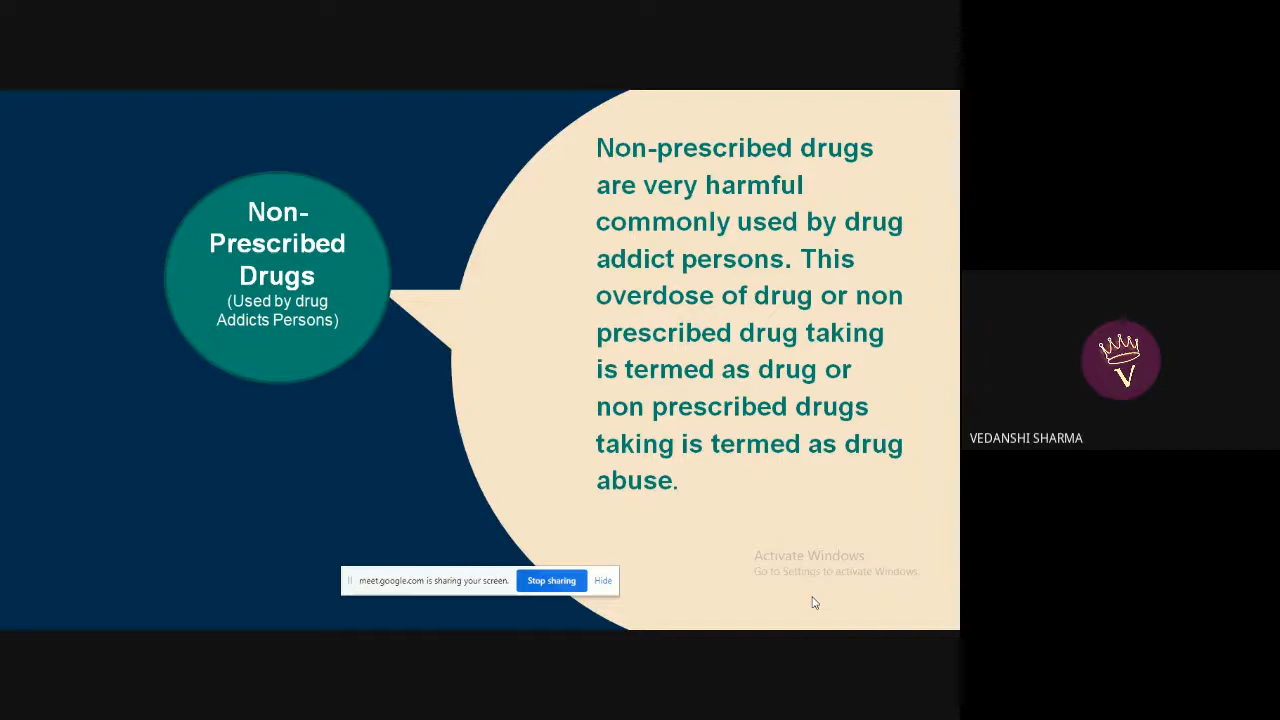 Non-
Prescribed
Drugs
(Used by drug
Addicts Persons)
Non-prescribed drugs
are very harmful
commonly used by drug
addict persons. This
overdose of drug or non
prescribed drug taking
is termed as drug or
non prescribed drugs
taking is termed as drug
abuse.
Activate Windows
Go to Settings to activate Windows.
meet.google.com is sharing your screen. Stop sharing Hide
V
VEDANSHI SHARMA